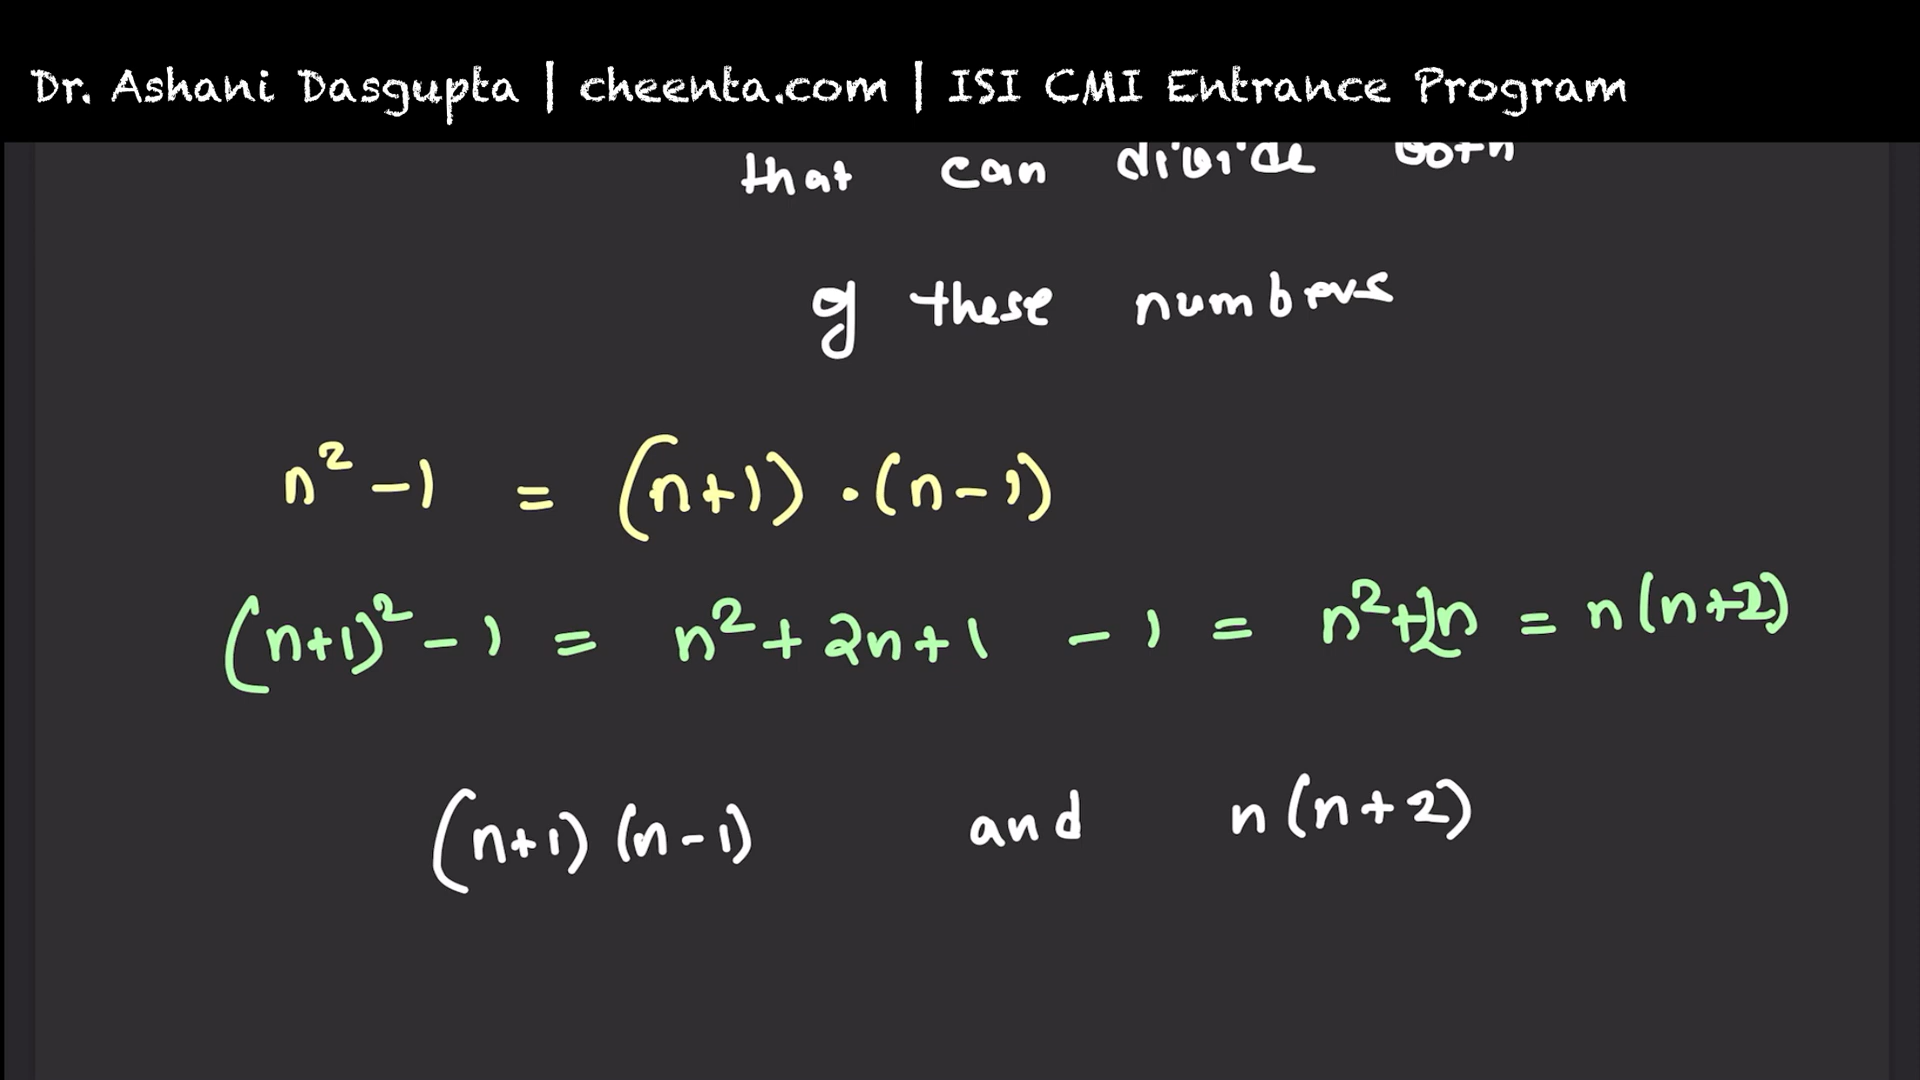 Dr. Ashani Dasgupta | cheenta.com | ISI CMI Entrance Program
that can divide both
of these numbers
n² - 1 = (n+1) · (n-1)
(n+1)² - 1 = n² + 2n + 1 - 1 = n² + 2n = n(n+2)
(n+1) (n-1) and n(n+2)